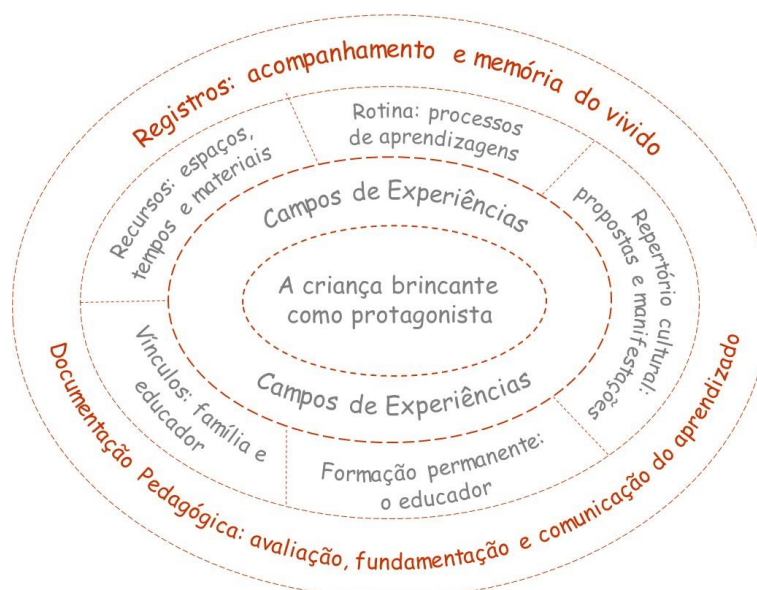 Registros: acompanhamento e memória do vivido
Rotina: processos
de aprendizagens
Recursos: espaços,
tempos e materiais
Campos de Experiências
Repertório cultural:
propostas e manifestações
A criança brincante
como protagonista
Campos de Experiências
Vínculos: família e
educador
Formação permanente:
o educador
Documentação Pedagógica: avaliação, fundamentação e comunicação do aprendizado